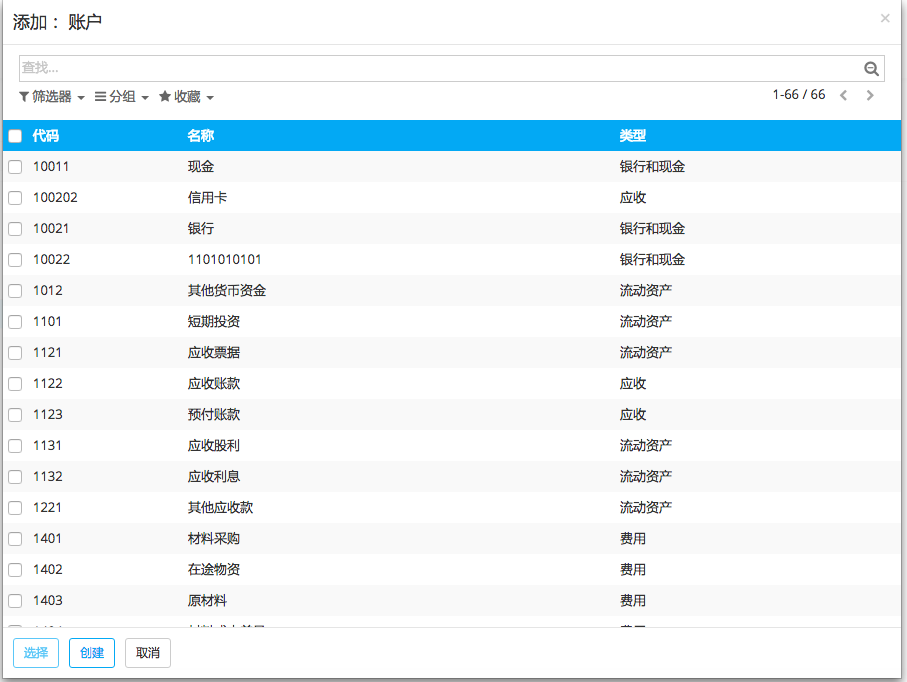 添加： 账户
×
查找...
筛选器 分组 收藏 1-66 / 66
代码 名称 类型
10011 现金 银行和现金
100202 信用卡 应收
10021 银行 银行和现金
10022 1101010101 银行和现金
1012 其他货币资金 流动资产
1101 短期投资 流动资产
1121 应收票据 流动资产
1122 应收账款 应收
1123 预付账款 应收
1131 应收股利 流动资产
1132 应收利息 流动资产
1221 其他应收款 流动资产
1401 材料采购 费用
1402 在途物资 费用
1403 原材料 费用
选择 创建 取消